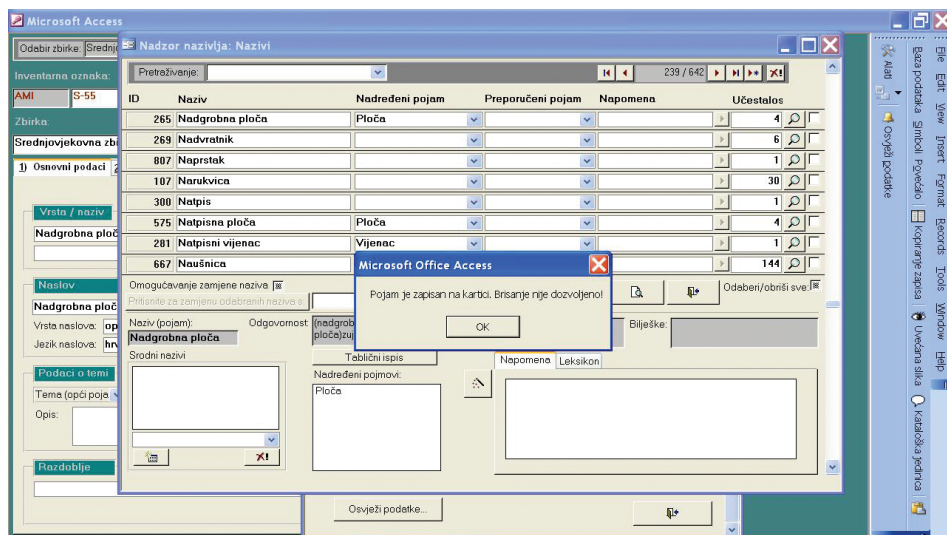 Microsoft Access
Odabir zbirke: Srednj
Inventarna oznaka:
AMI S-55
Zbirka:
Srednjovjekovna zbi
1) Osnovni podaci 2
Vrsta / naziv
Nadgrobna ploč
Naslov
Nadgrobna ploč
Vrsta naslova: op
Jezik naslova: hrv
Podaci o temi
Tema (opći poja
Opis:
Razdoblje
Nadzor nazivlja: Nazivi
Pretraživanje: 239 / 642
ID Naziv Nadređeni pojam Preporučeni pojam Napomena Učestalos
265 Nadgrobna ploča Ploča 4
269 Nadvratnik 6
807 Naprstak 1
107 Narukvica 30
300 Natpis 1
575 Natpisna ploča Ploča 4
281 Natpisni vijenac Vijenac 1
667 Naušnica 144
Omogućavanje zamjene naziva
Pritisnite za zamjenu odabranih naziva s:
Odaberi/obriši sve:
Microsoft Office Access
Pojam je zapisan na kartici. Brisanje nije dozvoljeno!
OK
Naziv (pojam): Odgovornost (nadgrob
Nadgrobna ploča ploča)zuj
Bilješke:
Srodni nazivi
Tablični ispis
Nadređeni pojmovi:
Ploča
Napomena Leksikon
Osvježi podatke...
File Edit View Insert Format Records Tools Window Help
Baza podataka Simboli Povećalo Kopiranje zapisa Uvećana slika Kataloška jedinica
Alati Osvježi podatke